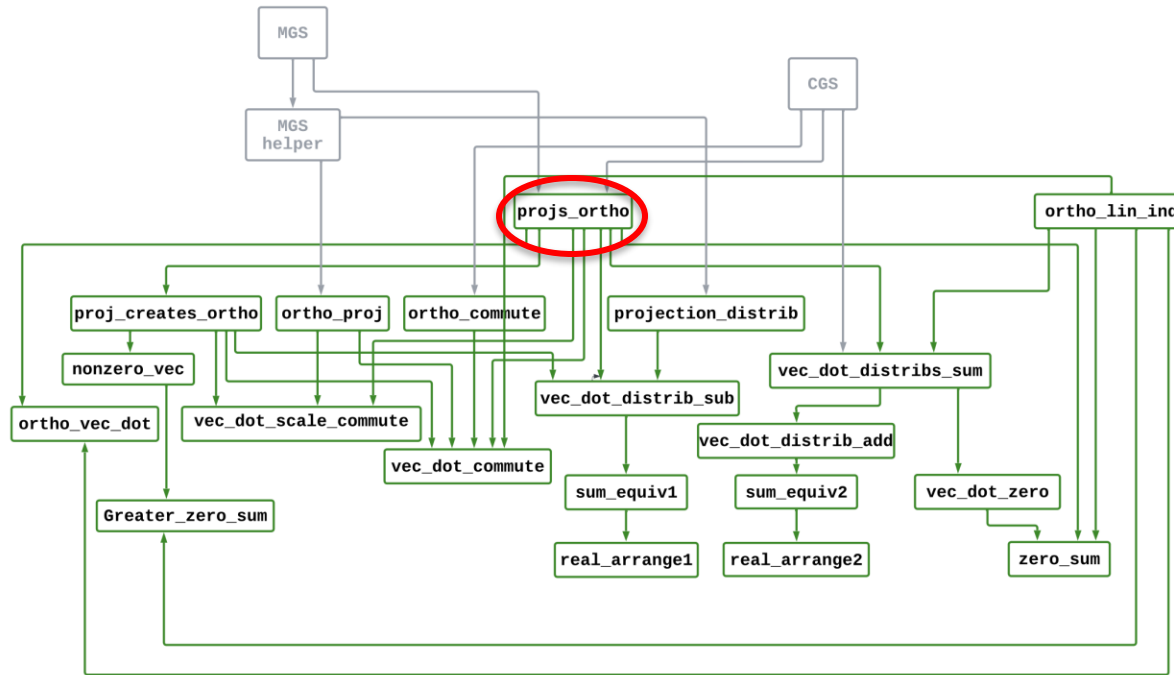 MGS
CGS
MGS
helper
projs_ortho
ortho_lin_ind
proj_creates_ortho
ortho_proj
ortho_commute
projection_distrib
nonzero_vec
vec_dot_distribs_sum
vec_dot_distrib_sub
ortho_vec_dot
vec_dot_scale_commute
vec_dot_distrib_add
vec_dot_commute
sum_equiv1
sum_equiv2
vec_dot_zero
Greater_zero_sum
real_arrange1
real_arrange2
zero_sum